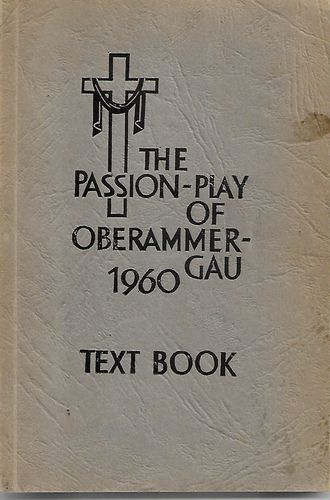 THE
PASSION-PLAY
OF
OBERAMMER-
GAU
1960
TEXT BOOK